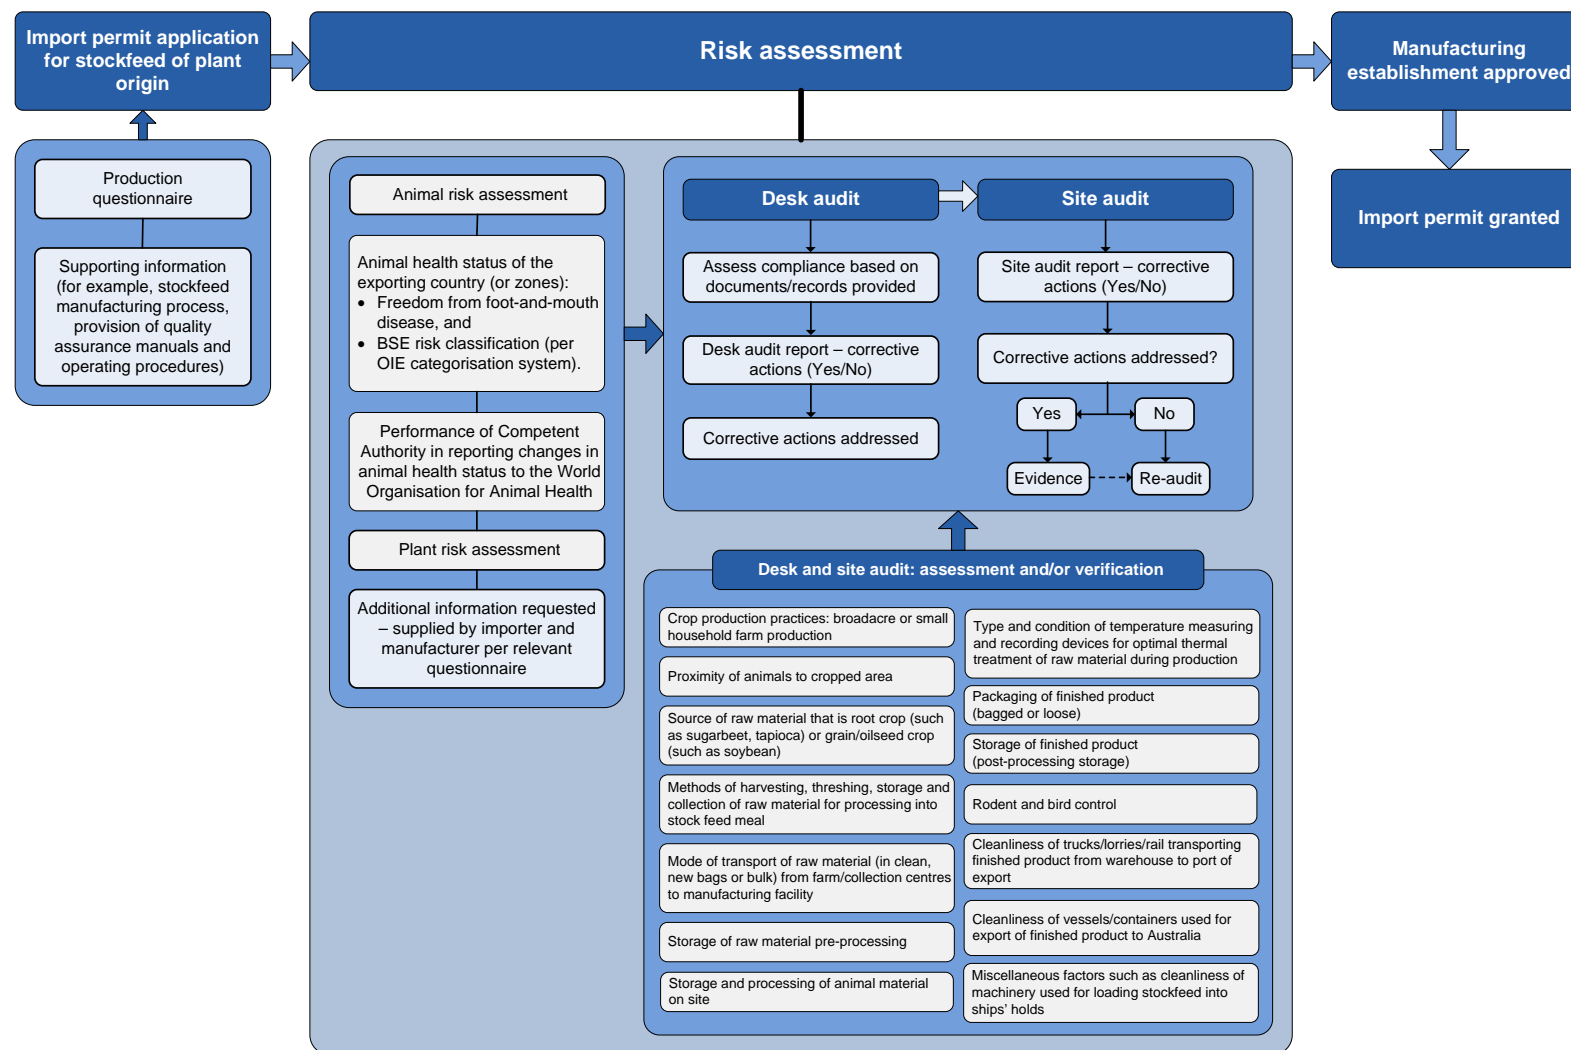 Import permit application
for stockfeed of plant
origin
Risk assessment
Manufacturing
establishment approved
Import permit granted
Production
questionnaire
Supporting information
(for example, stockfeed
manufacturing process,
provision of quality
assurance manuals and
operating procedures)
Animal risk assessment
Animal health status of the
exporting country (or zones):
• Freedom from foot-and-mouth
disease, and
• BSE risk classification (per
OIE categorisation system).
Performance of Competent
Authority in reporting changes in
animal health status to the World
Organisation for Animal Health
Plant risk assessment
Additional information requested
– supplied by importer and
manufacturer per relevant
questionnaire
Desk audit
Assess compliance based on
documents/records provided
Desk audit report – corrective
actions (Yes/No)
Corrective actions addressed
Site audit
Site audit report – corrective
actions (Yes/No)
Corrective actions addressed?
Yes
No
Evidence
Re-audit
Desk and site audit: assessment and/or verification
Crop production practices: broadacre or small
household farm production
Proximity of animals to cropped area
Source of raw material that is root crop (such
as sugarbeet, tapioca) or grain/oilseed crop
(such as soybean)
Methods of harvesting, threshing, storage and
collection of raw material for processing into
stock feed meal
Mode of transport of raw material (in clean,
new bags or bulk) from farm/collection centres
to manufacturing facility
Storage of raw material pre-processing
Storage and processing of animal material
on site
Type and condition of temperature measuring
and recording devices for optimal thermal
treatment of raw material during production
Packaging of finished product
(bagged or loose)
Storage of finished product
(post-processing storage)
Rodent and bird control
Cleanliness of trucks/lorries/rail transporting
finished product from warehouse to port of
export
Cleanliness of vessels/containers used for
export of finished product to Australia
Miscellaneous factors such as cleanliness of
machinery used for loading stockfeed into
ships' holds